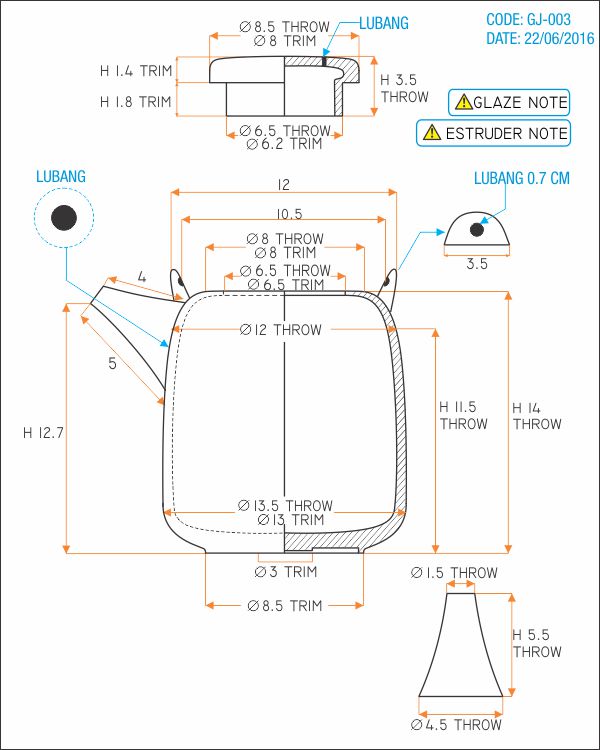 LUBANG
CODE: GJ-003
DATE: 22/06/2016
Ø 8.5 THROW
Ø 8 TRIM
H 1.4 TRIM
H 1.8 TRIM
H 3.5
THROW
Ø 6.5 THROW
Ø 6.2 TRIM
GLAZE NOTE
ESTRUDER NOTE
LUBANG
LUBANG 0.7 CM
12
10.5
Ø 8 THROW
Ø 8 TRIM
Ø 6.5 THROW
Ø 6.5 TRIM
3.5
4
5
Ø 12 THROW
H 12.7
H 11.5
THROW
H 14
THROW
Ø 13.5 THROW
Ø 13 TRIM
Ø 3 TRIM
Ø 8.5 TRIM
Ø 1.5 THROW
H 5.5
THROW
Ø 4.5 THROW